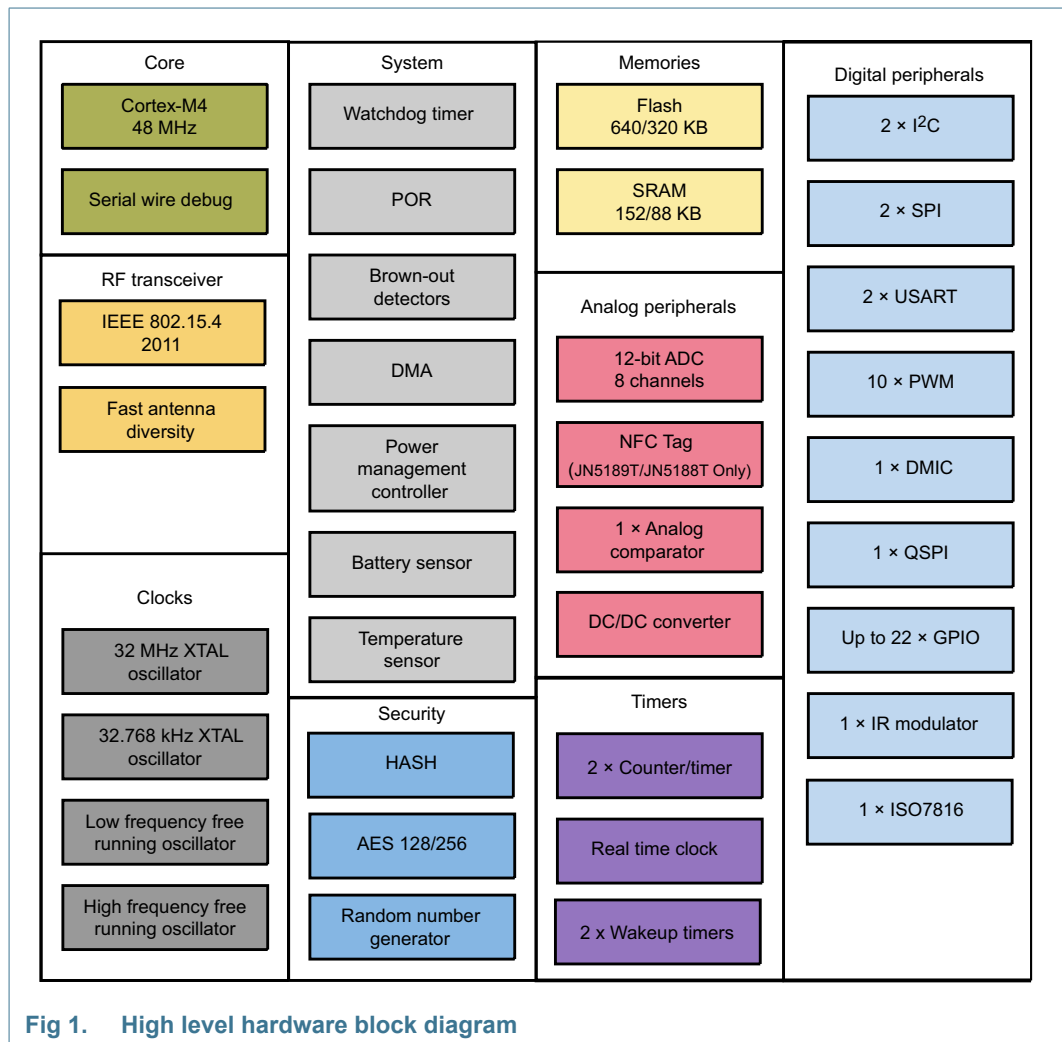 Core
Cortex-M4
48 MHz
Serial wire debug
RF transceiver
IEEE 802.15.4
2011
Fast antenna
diversity
Clocks
32 MHz XTAL
oscillator
32.768 kHz XTAL
oscillator
Low frequency free
running oscillator
High frequency free
running oscillator
System
Watchdog timer
POR
Brown-out
detectors
DMA
Power
management
controller
Battery sensor
Temperature
sensor
Security
HASH
AES 128/256
Random number
generator
Memories
Flash
640/320 KB
SRAM
152/88 KB
Analog peripherals
12-bit ADC
8 channels
NFC Tag
(JN5189T/JN5188T Only)
1 × Analog
comparator
DC/DC converter
Timers
2 × Counter/timer
Real time clock
2 x Wakeup timers
Digital peripherals
2 × I²C
2 × SPI
2 × USART
10 × PWM
1 × DMIC
1 × QSPI
Up to 22 × GPIO
1 × IR modulator
1 × ISO7816
Fig 1. High level hardware block diagram